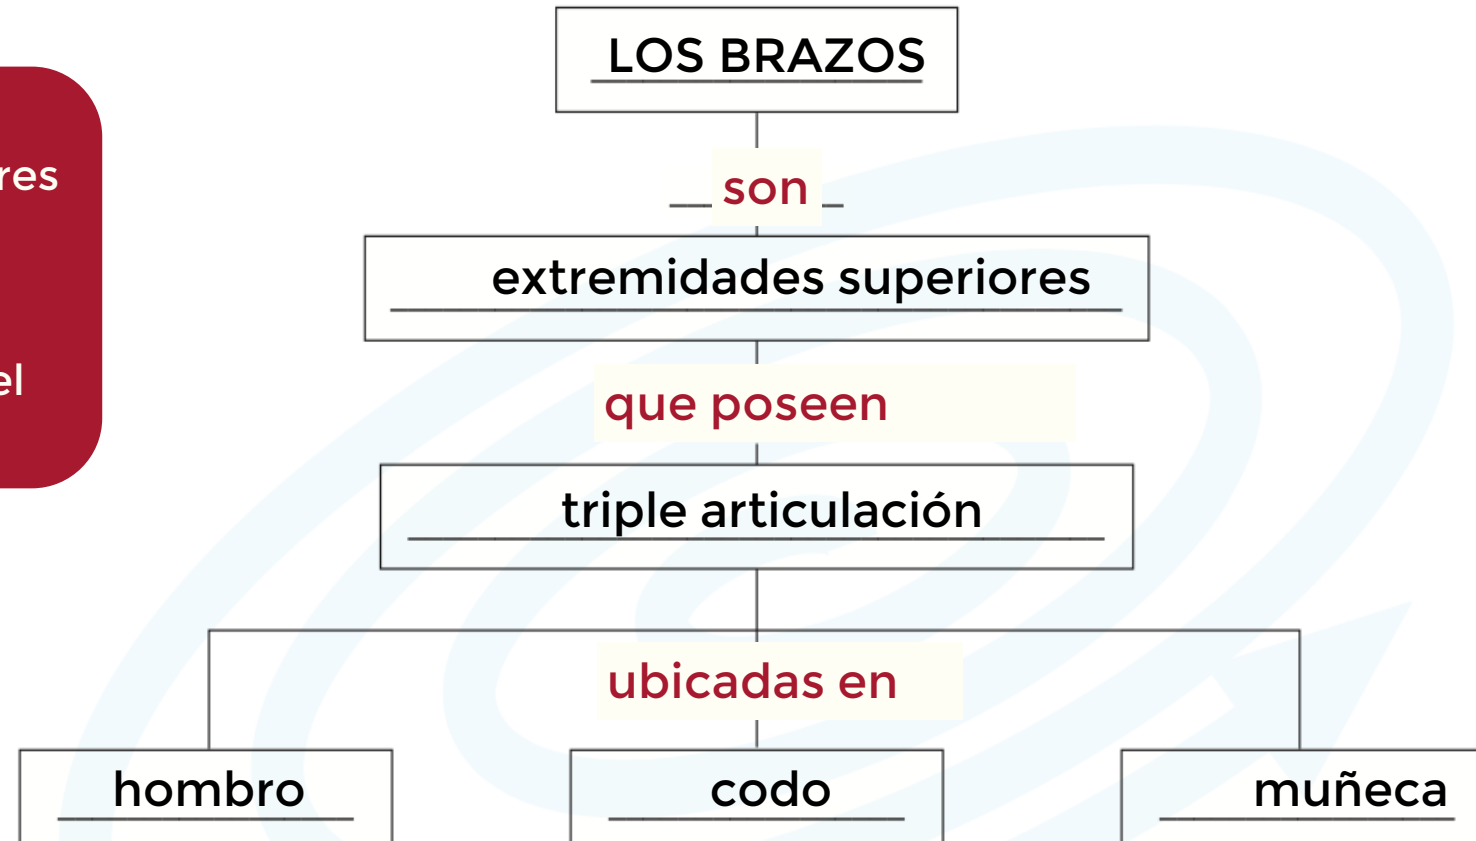 LOS BRAZOS
res
son
extremidades superiores
el
que poseen
triple articulación
ubicadas en
hombro
codo
muñeca